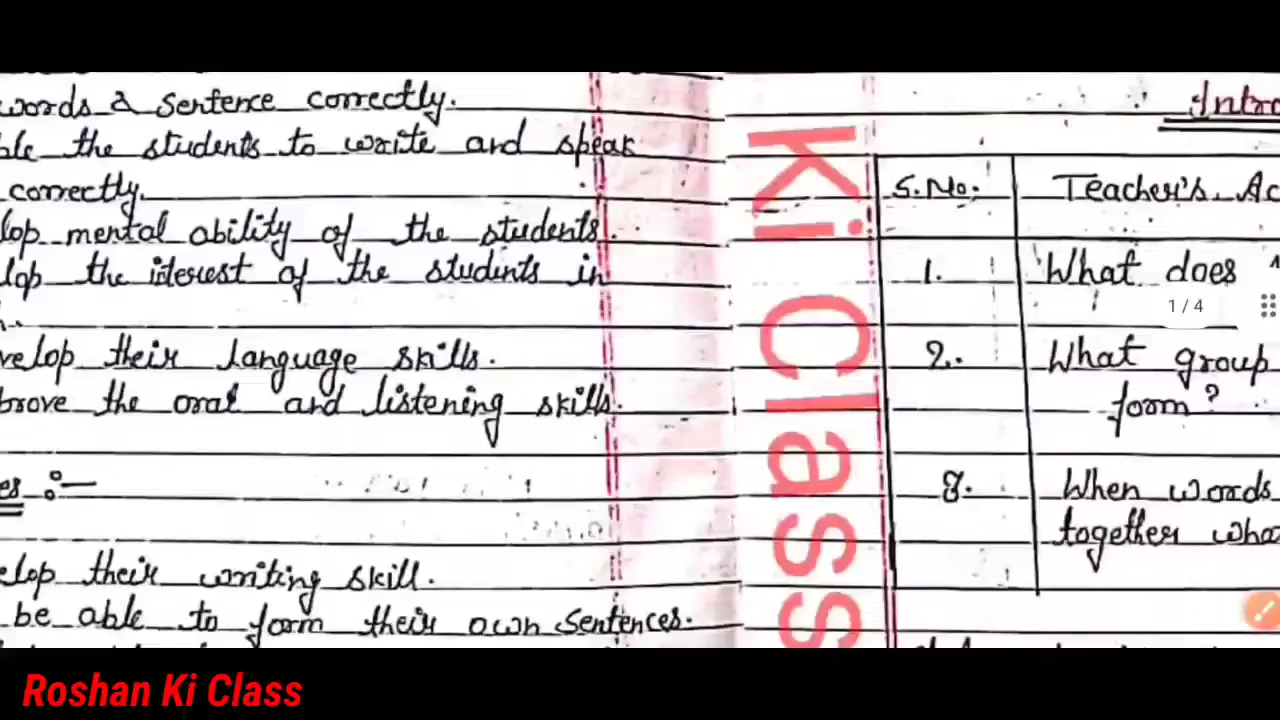 words & sentence correctly.
ble the students to write and speak
correctly.
lop mental ability of the students.
lop the interest of the students in
velop their language skills.
prove the oral and listening skills.
es :-
elop their writing skill.
be able to form their own sentences.
Ki Class
Intro
S.No. Teacher's Ac
1. What does "
1 / 4
2. What group
form?
3. When words
together wha
Roshan Ki Class